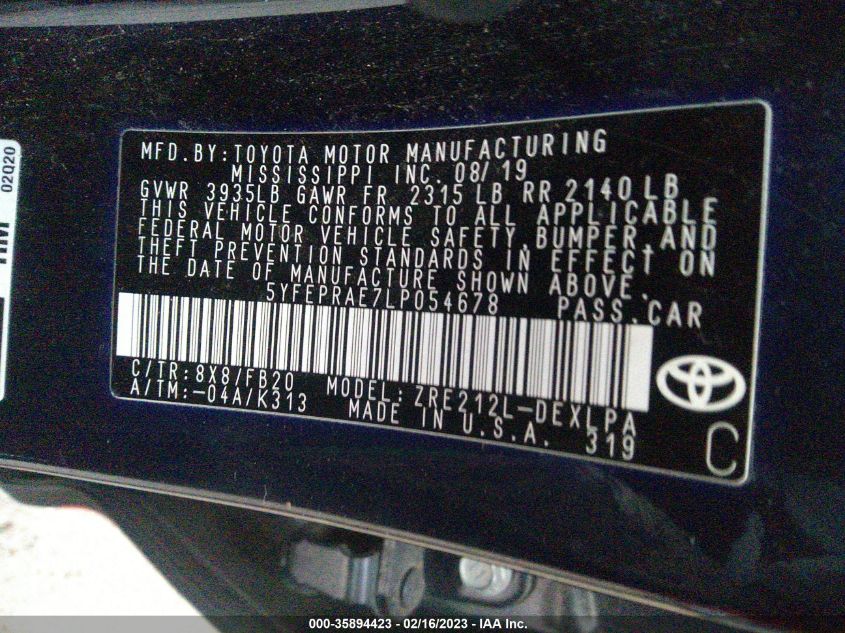 MFD.BY:TOYOTA MOTOR MANUFACTURING
MISSISSIPPI INC. 08/19
GVWR 3935LB GAWR FR 2315 LB RR 2140 LB
THIS VEHICLE CONFORMS TO ALL APPLICABLE
FEDERAL MOTOR VEHICLE SAFETY,BUMPER,AND
THEFT PREVENTION STANDARDS IN EFFECT ON
THE DATE OF MANUFACTURE SHOWN ABOVE.
5YFEPRAE7LP054678 PASS.CAR
C/TR:8X8/FB20 MODEL:ZRE212L-DEXLPA
A/TM:-04A/K313 MADE IN U.S.A. 319
C
02020
000-35894423 - 02/16/2023 - IAA Inc.